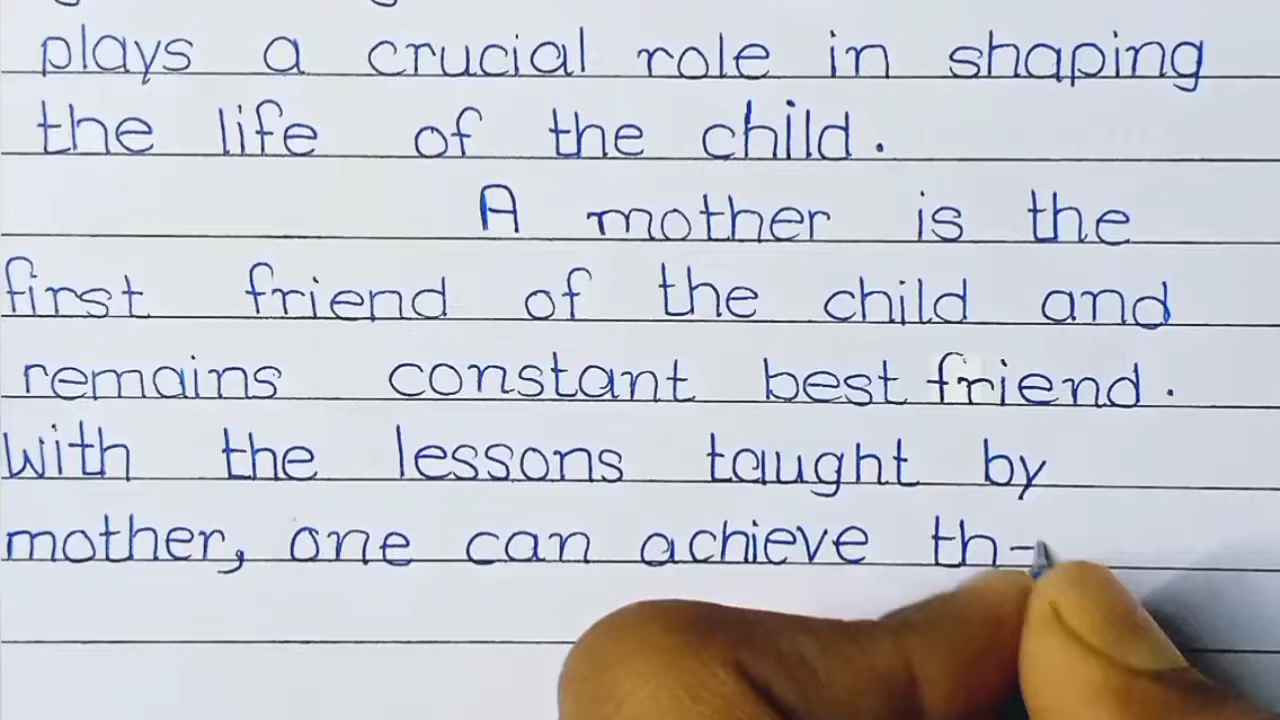 plays a crucial role in shaping
the life of the child.
A mother is the
first friend of the child and
remains constant best friend.
With the lessons taught by
mother, one can achieve th